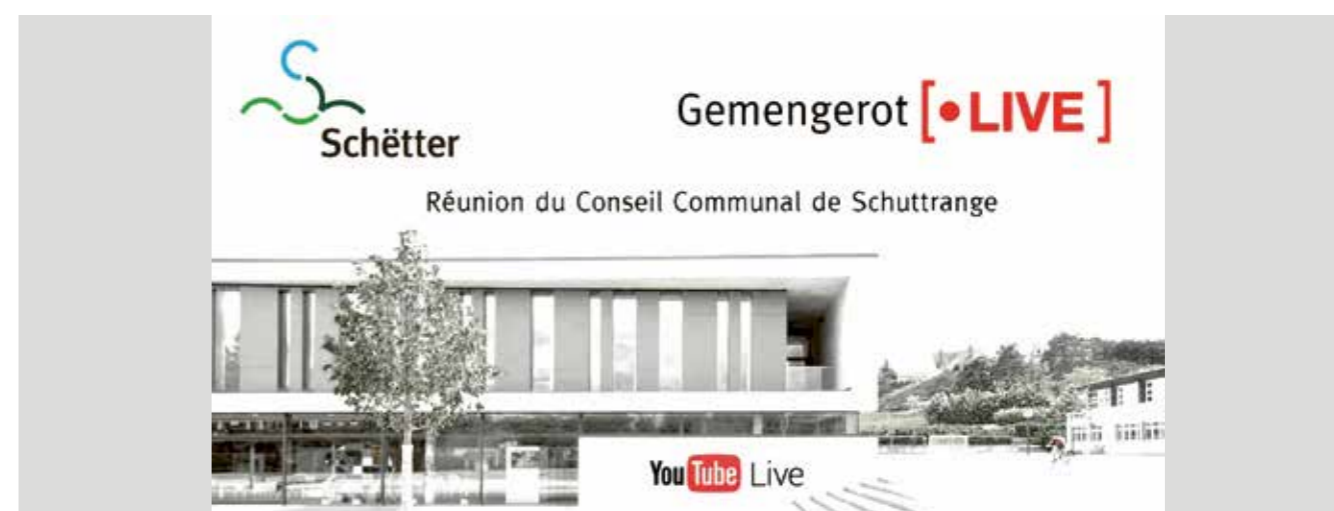 Schëtter
Gemengerot [• LIVE ]
Réunion du Conseil Communal de Schuttrange
YouTube Live